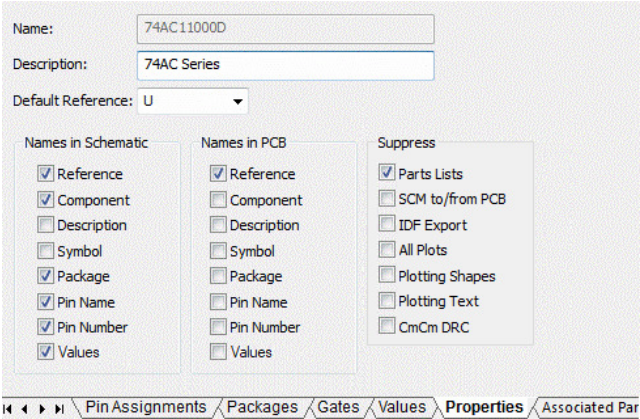 Name: 74AC11000D
Description: 74AC Series
Default Reference: U
Names in Schematic
Reference
Component
Description
Symbol
Package
Pin Name
Pin Number
Values
Names in PCB
Reference
Component
Description
Symbol
Package
Pin Name
Pin Number
Values
Suppress
Parts Lists
SCM to/from PCB
IDF Export
All Plots
Plotting Shapes
Plotting Text
CmCm DRC
Pin Assignments Packages Gates Values Properties Associated Par